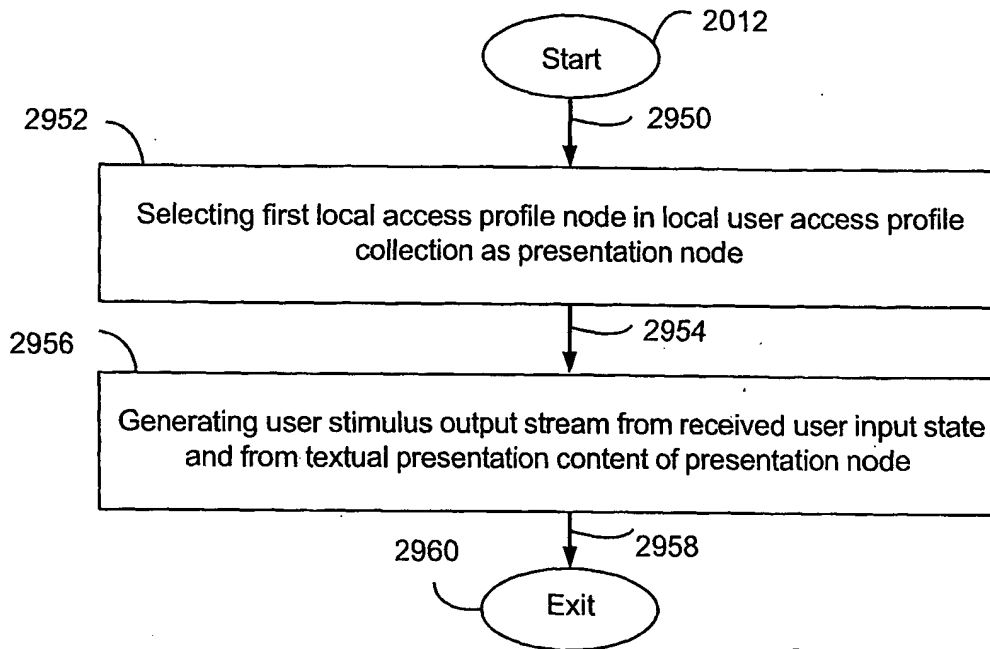 2012
Start
2950
2952
Selecting first local access profile node in local user access profile
collection as presentation node
2954
2956
Generating user stimulus output stream from received user input state
and from textual presentation content of presentation node
2958
2960
Exit